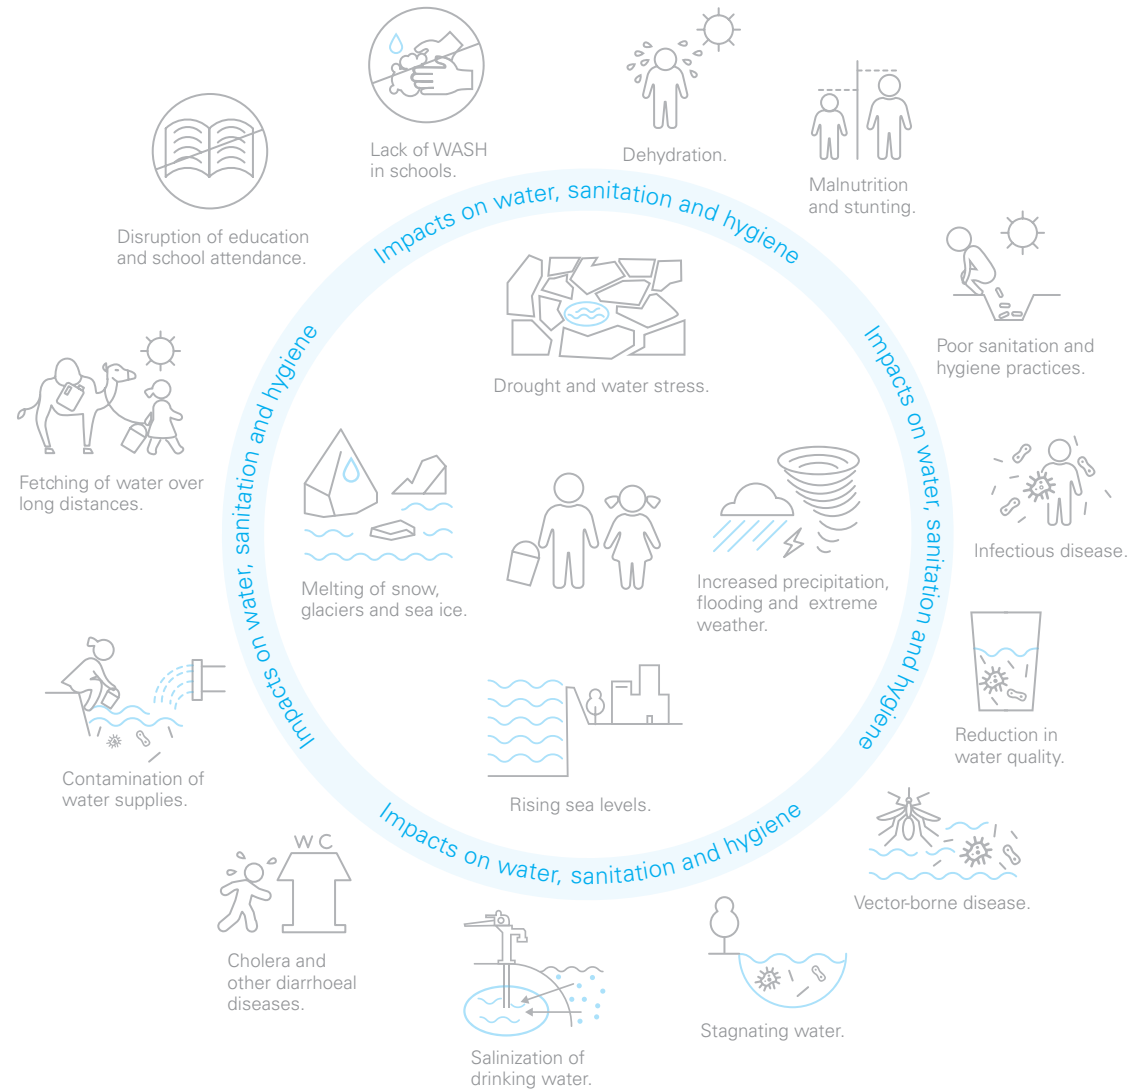 Lack of WASH
in schools.
Dehydration.
Malnutrition
and stunting.
Disruption of education
and school attendance.
Poor sanitation and
hygiene practices.
Fetching of water over
long distances.
Infectious disease.
Contamination of
water supplies.
Reduction in
water quality.
Vector-borne disease.
WC
Cholera and
other diarrhoeal
diseases.
Salinization of
drinking water.
Stagnating water.
Impacts on water, sanitation and hygiene
Impacts on water, sanitation and hygiene
Impacts on water, sanitation and hygiene
Impacts on water, sanitation and hygiene
Drought and water stress.
Melting of snow,
glaciers and sea ice.
Increased precipitation,
flooding and extreme
weather.
Rising sea levels.